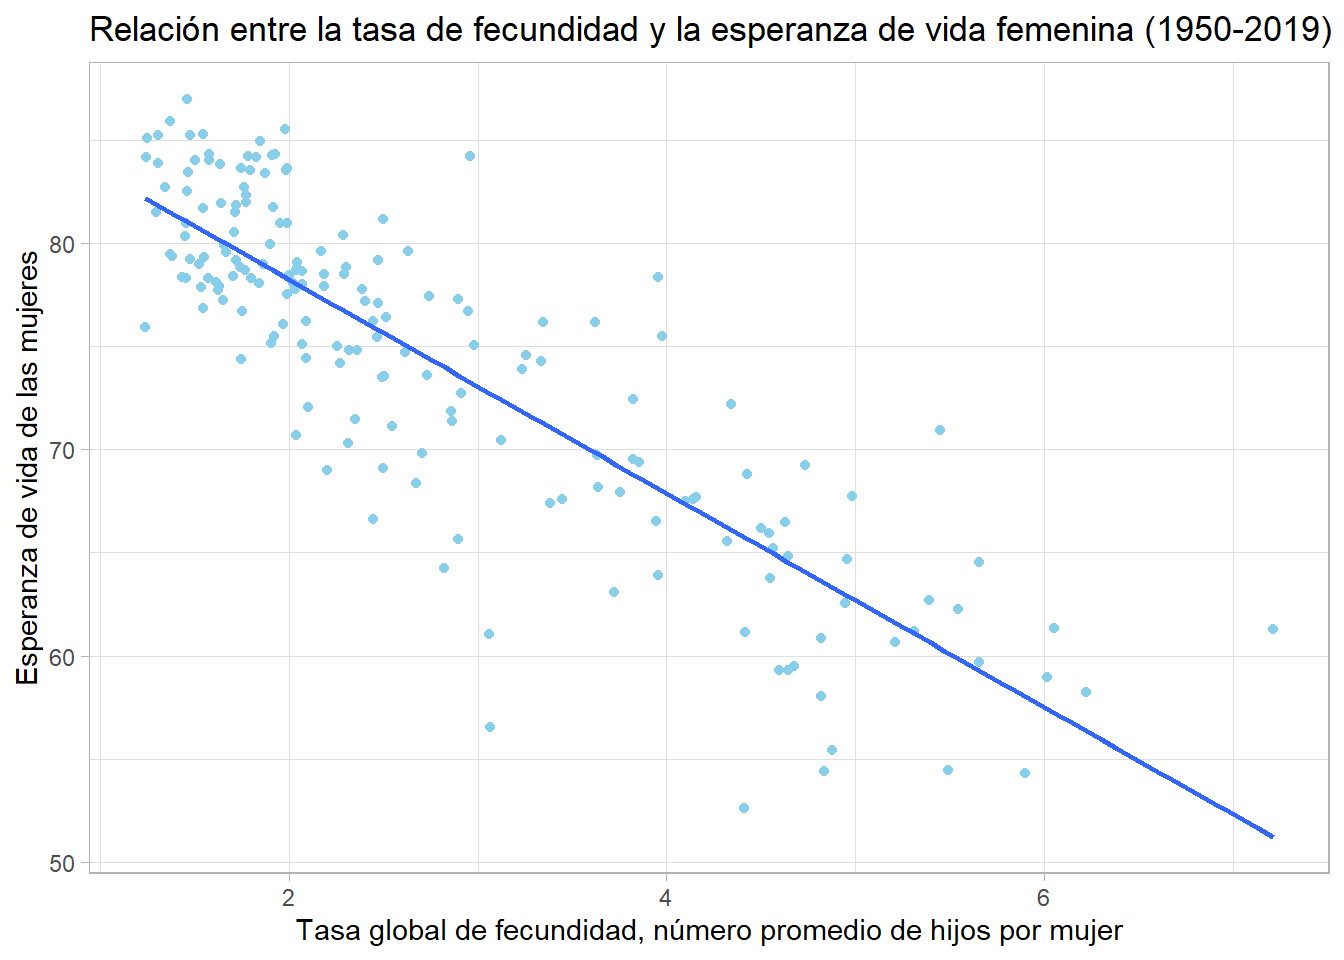 Relación entre la tasa de fecundidad y la esperanza de vida femenina (1950-2019)
Esperanza de vida de las mujeres
80
70
60
50
2
4
6
Tasa global de fecundidad, número promedio de hijos por mujer